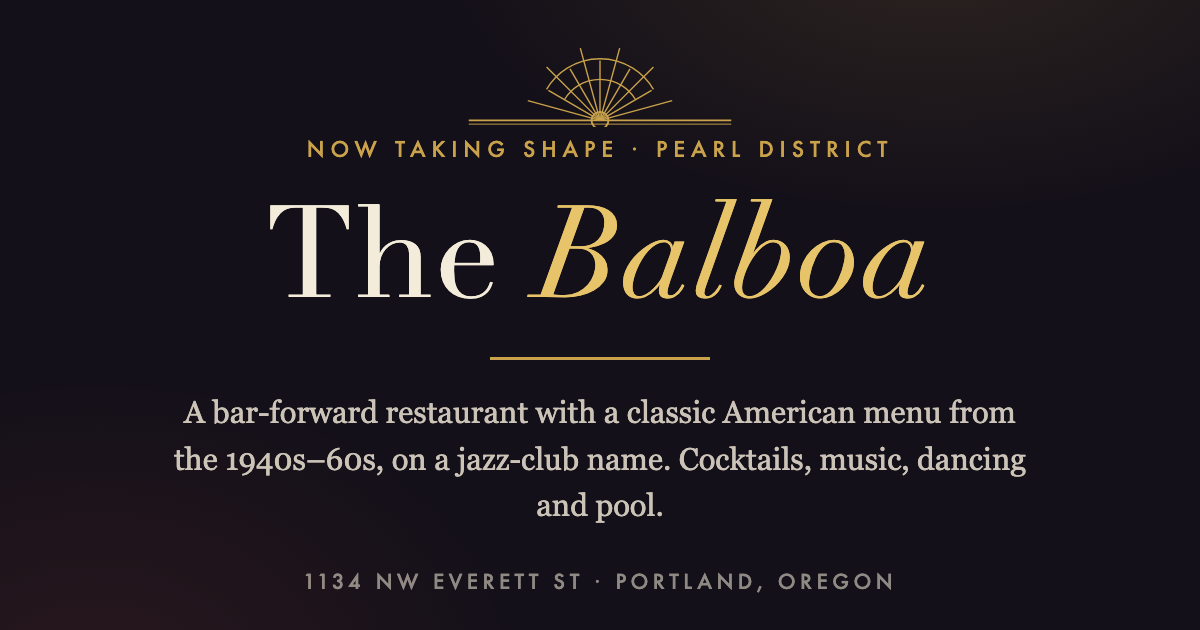 NOW TAKING SHAPE · PEARL DISTRICT
The Balboa
A bar-forward restaurant with a classic American menu from
the 1940s–60s, on a jazz-club name. Cocktails, music, dancing
and pool.
1134 NW EVERETT ST · PORTLAND, OREGON